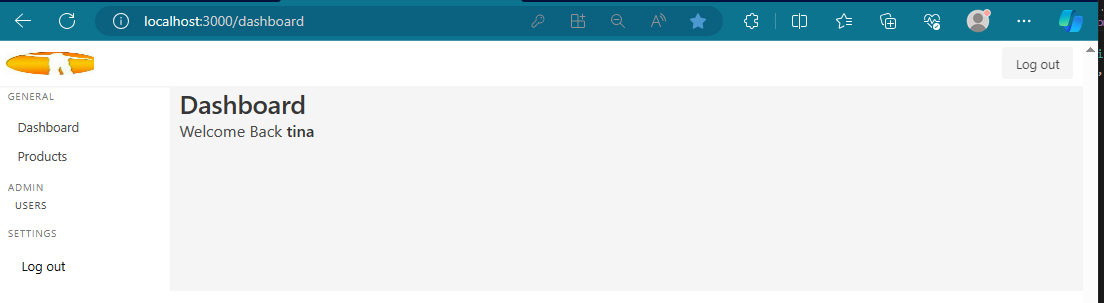 localhost:3000/dashboard
Log out
GENERAL
Dashboard
Products
ADMIN
USERS
SETTINGS
Log out
Dashboard
Welcome Back tina